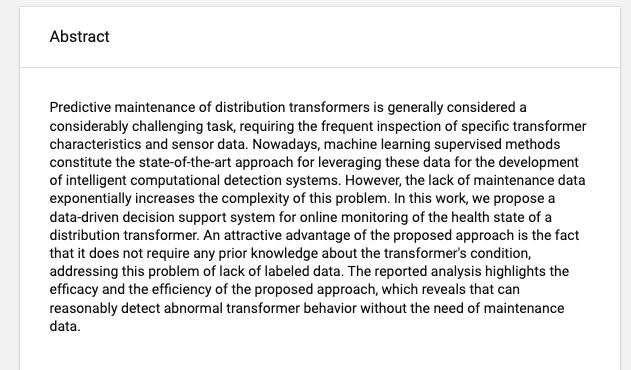 Abstract
Predictive maintenance of distribution transformers is generally considered a
considerably challenging task, requiring the frequent inspection of specific transformer
characteristics and sensor data. Nowadays, machine learning supervised methods
constitute the state-of-the-art approach for leveraging these data for the development
of intelligent computational detection systems. However, the lack of maintenance data
exponentially increases the complexity of this problem. In this work, we propose a
data-driven decision support system for online monitoring of the health state of a
distribution transformer. An attractive advantage of the proposed approach is the fact
that it does not require any prior knowledge about the transformer's condition,
addressing this problem of lack of labeled data. The reported analysis highlights the
efficacy and the efficiency of the proposed approach, which reveals that can
reasonably detect abnormal transformer behavior without the need of maintenance
data.